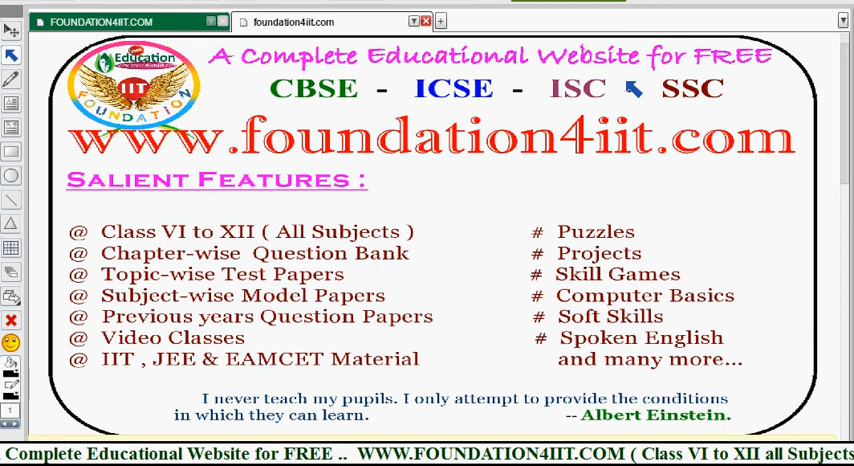 FOUNDATION4IIT.COM
foundation4iit.com
Education
IIT
FOUNDATION
A Complete Educational Website for FREE
CBSE - ICSE - ISC SSC
www.foundation4iit.com
SALIENT FEATURES :
@ Class VI to XII ( All Subjects )
@ Chapter-wise Question Bank
@ Topic-wise Test Papers
@ Subject-wise Model Papers
@ Previous years Question Papers
@ Video Classes
@ IIT , JEE & EAMCET Material
# Puzzles
# Projects
# Skill Games
# Computer Basics
# Soft Skills
# Spoken English
and many more...
I never teach my pupils. I only attempt to provide the conditions
in which they can learn. -- Albert Einstein.
1
Complete Educational Website for FREE .. WWW.FOUNDATION4IIT.COM ( Class VI to XII all Subjects